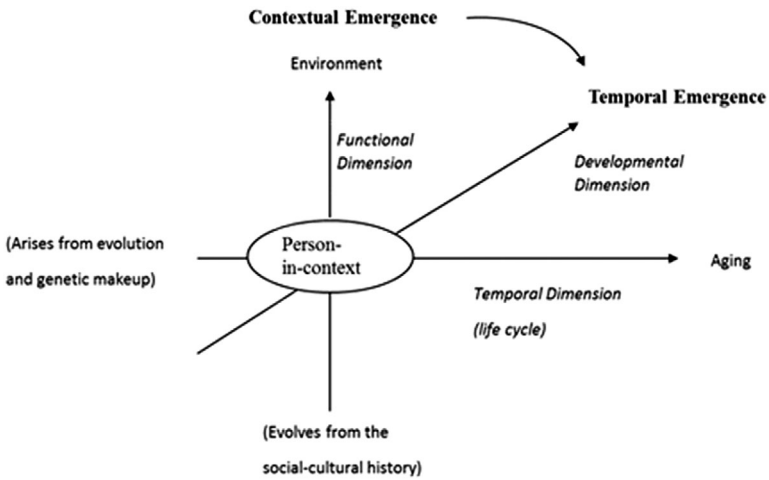 Contextual Emergence
Environment
Temporal Emergence
Functional
Dimension
Developmental
Dimension
(Arises from evolution
and genetic makeup)
Person-
in-context
Aging
Temporal Dimension
(life cycle)
(Evolves from the
social-cultural history)